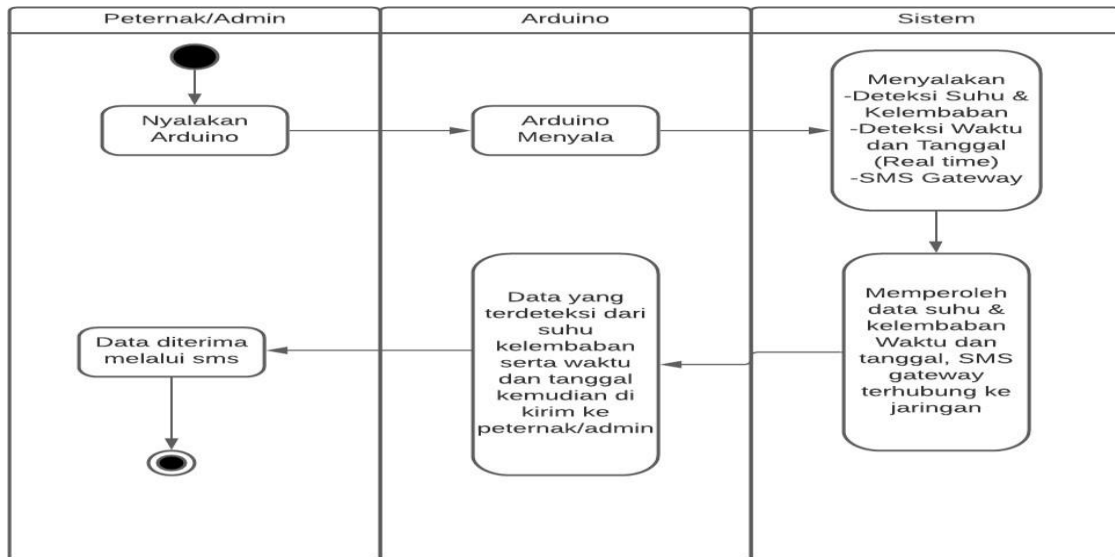 Peternak/Admin
Arduino
Sistem
Nyalakan
Arduino
Arduino
Menyala
Menyalakan
-Deteksi Suhu &
Kelembaban
-Deteksi Waktu
dan Tanggal
(Real time)
-SMS Gateway
Memperoleh
data suhu &
kelembaban
Waktu dan
tanggal, SMS
gateway
terhubung ke
jaringan
Data yang
terdeteksi dari
suhu
kelembaban
serta waktu
dan tanggal
kemudian di
kirim ke
peternak/admin
Data diterima
melalui sms